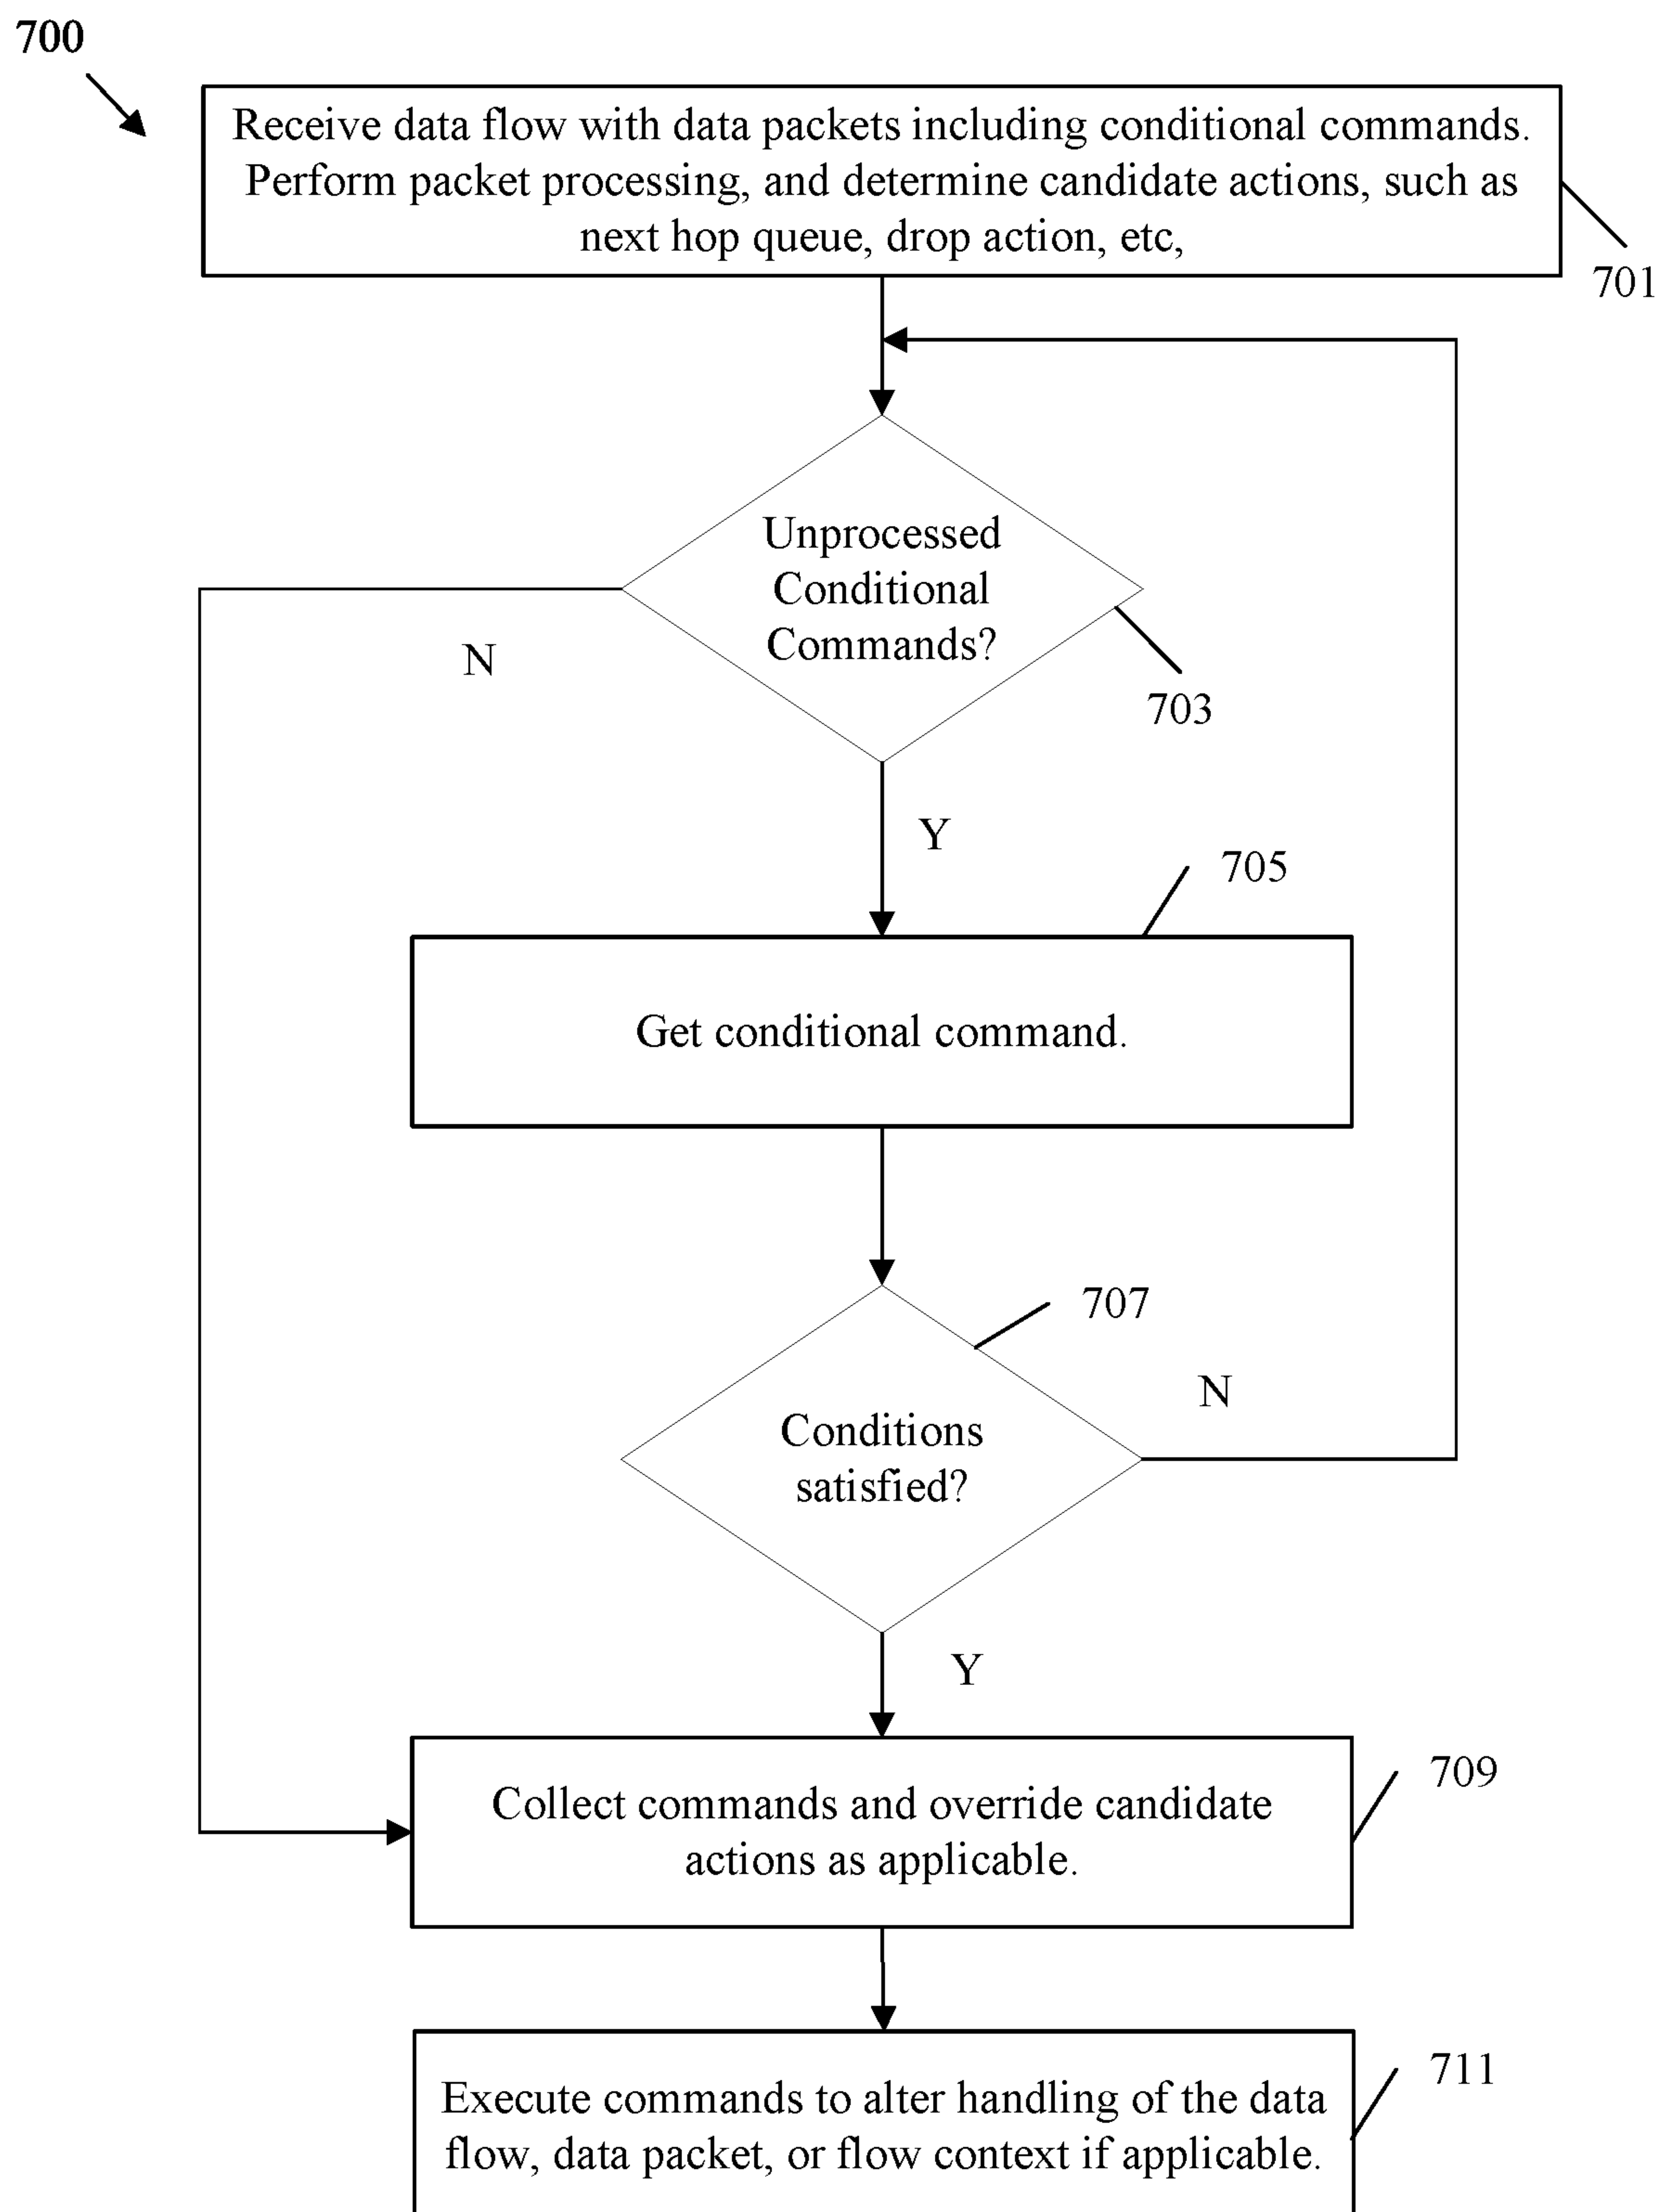 700
Receive data flow with data packets including conditional commands.
Perform packet processing, and determine candidate actions, such as
next hop queue, drop action, etc,
701
Unprocessed
Conditional
Commands?
N
703
Y
705
Get conditional command.
707
N
Conditions
satisfied?
Y
709
Collect commands and override candidate
actions as applicable.
711
Execute commands to alter handling of the data
flow, data packet, or flow context if applicable.